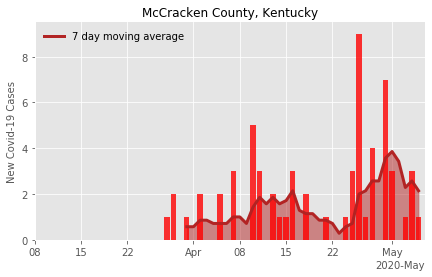 McCracken County, Kentucky
7 day moving average
New Covid-19 Cases
8
6
4
2
0
08 15 22 Apr 08 15 22 May
2020-May